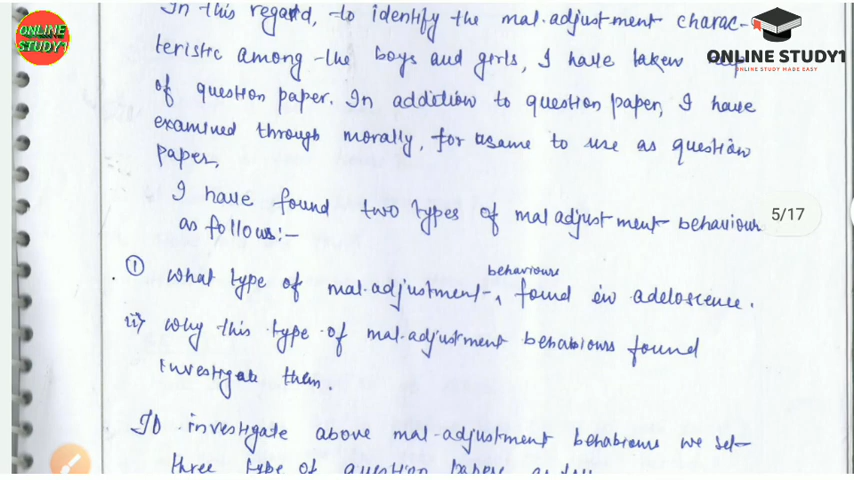 ONLINE
STUDY1
ONLINE STUDY1
ONLINE STUDY MADE EASY
5/17
In this regard, to identify the mal.adjustment charac-
teristic among the boys and girls, I have taken
of question paper. In addition to question paper, I have
examined through morally, for to use as question
paper,
I have found two types of mal adjustment behaviour
as follows:-
① What type of mal.adjustment behaviours found in adeloscence.
ii) Why this type of mal.adjustment behabiours found
investigate them.
To investigate above mal-adjustment behabiours we set
three type of question papers as